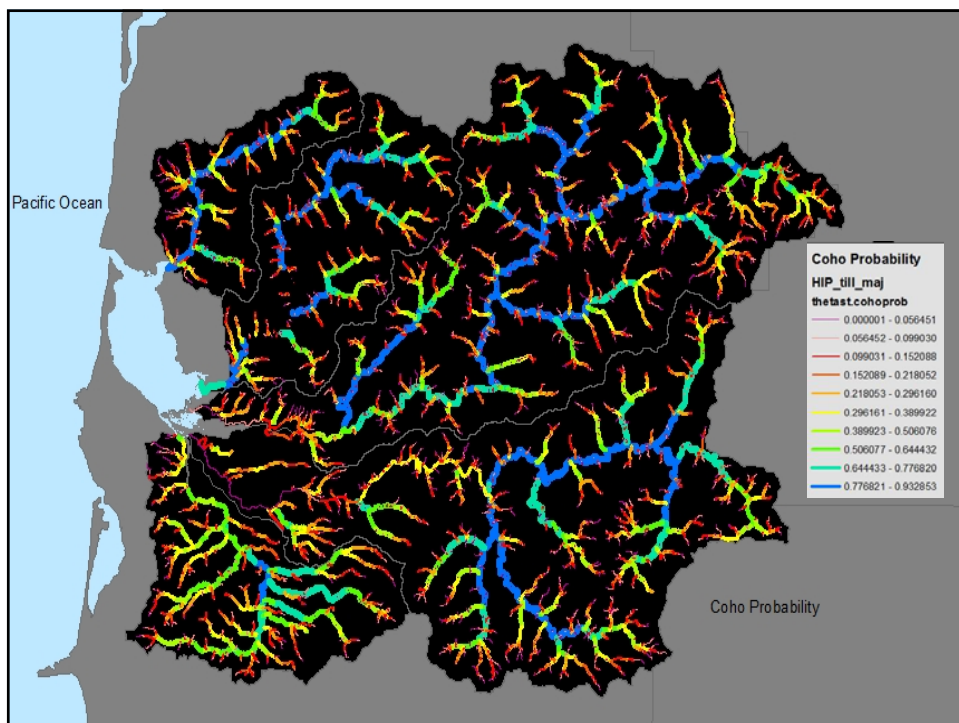 Pacific Ocean
Coho Probability
HIP_till_maj
thetast.cohoprob
0.000001 - 0.056451
0.056452 - 0.099030
0.099031 - 0.152088
0.152089 - 0.218052
0.218053 - 0.296160
0.296161 - 0.389922
0.389923 - 0.506076
0.506077 - 0.644432
0.644433 - 0.776820
0.776821 - 0.932853
Coho Probability